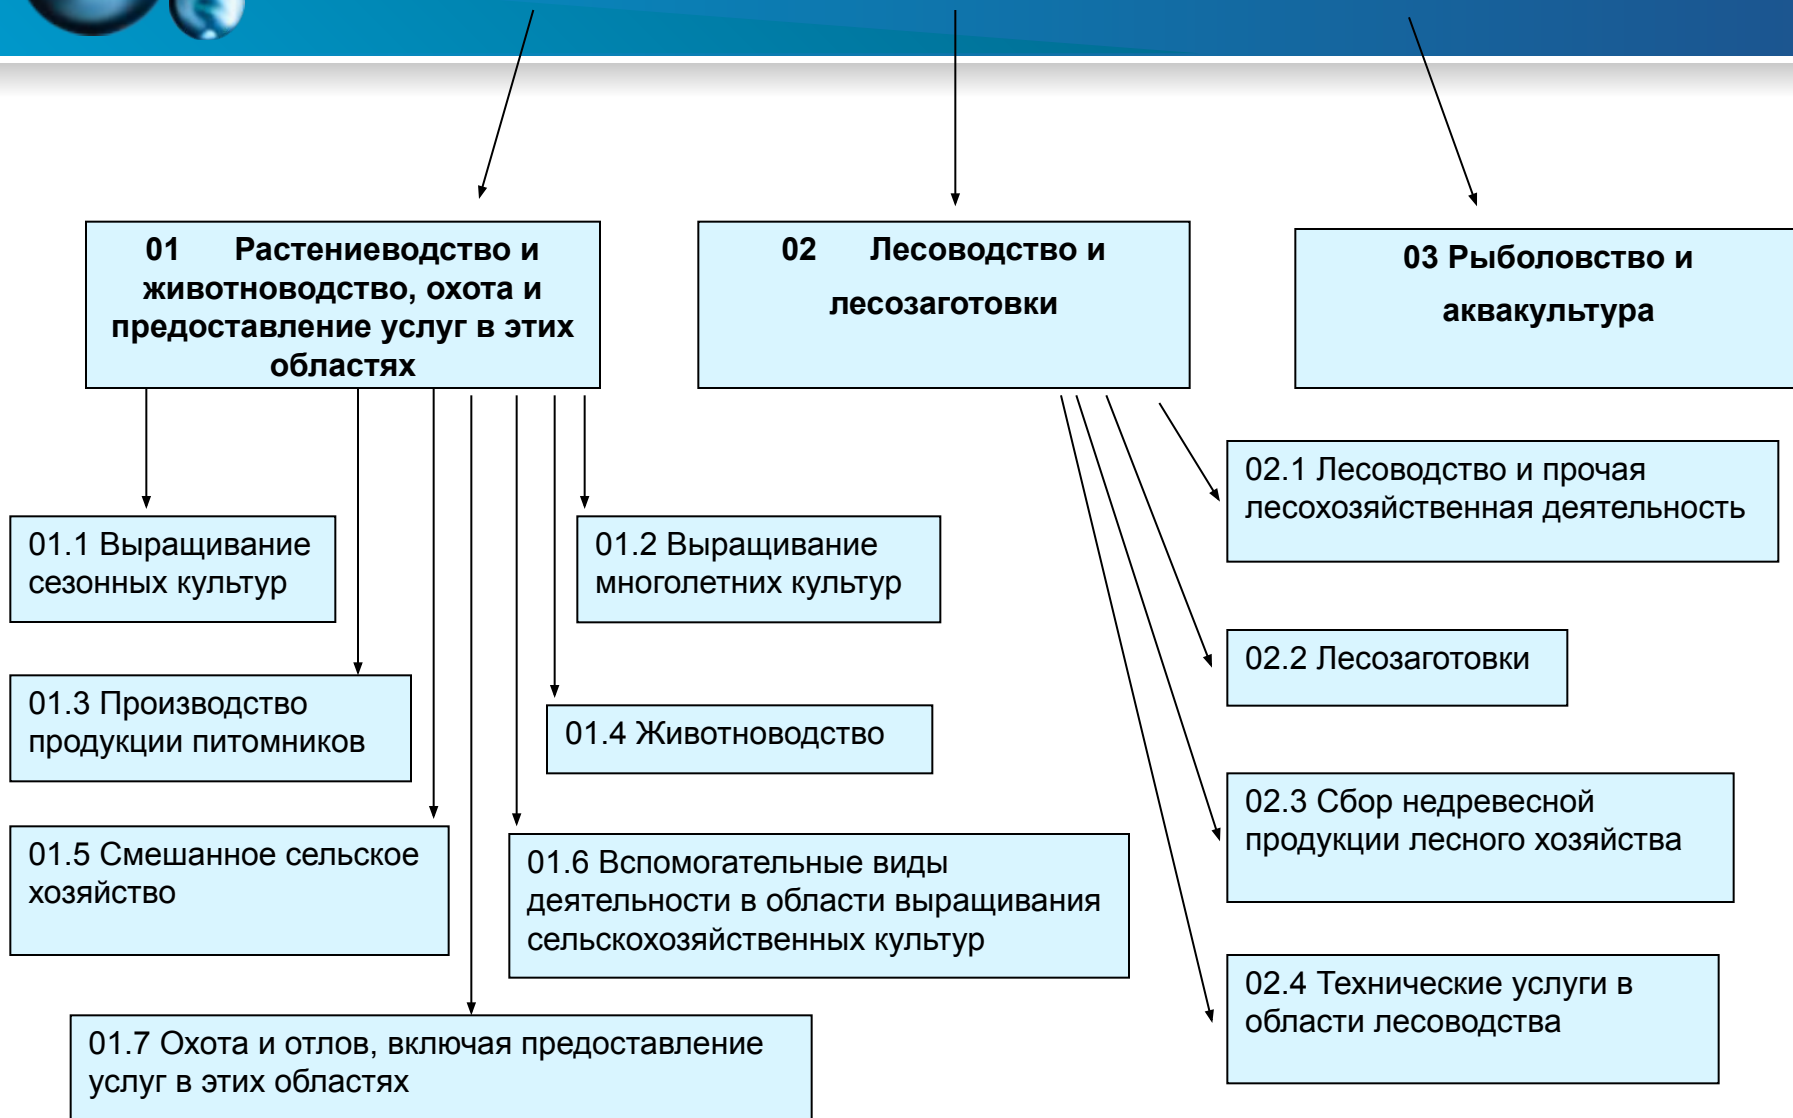 01 Растениеводство и
животноводство, охота и
предоставление услуг в этих
областях
02 Лесоводство и
лесозаготовки
03 Рыболовство и
аквакультура
01.1 Выращивание
сезонных культур
01.2 Выращивание
многолетних культур
01.3 Производство
продукции питомников
01.4 Животноводство
01.5 Смешанное сельское
хозяйство
01.6 Вспомогательные виды
деятельности в области выращивания
сельскохозяйственных культур
01.7 Охота и отлов, включая предоставление
услуг в этих областях
02.1 Лесоводство и прочая
лесохозяйственная деятельность
02.2 Лесозаготовки
02.3 Сбор недревесной
продукции лесного хозяйства
02.4 Технические услуги в
области лесоводства